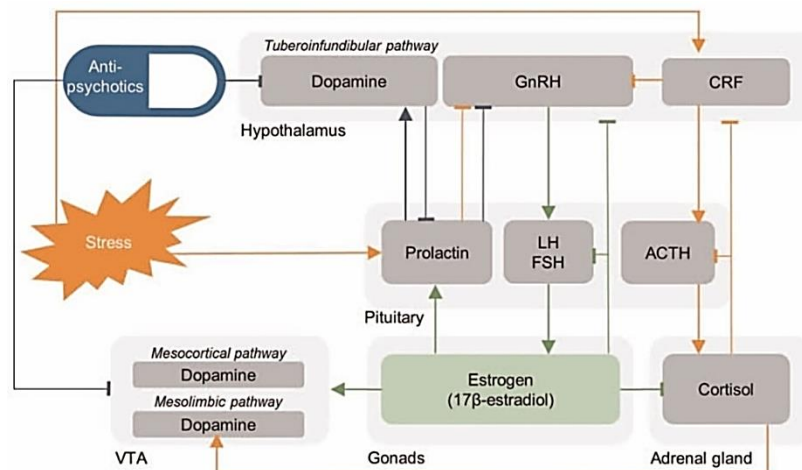 Tuberoinfundibular pathway
Anti-
psychotics
Dopamine
GnRH
CRF
Hypothalamus
Stress
Prolactin
LH
FSH
ACTH
Pituitary
Mesocortical pathway
Dopamine
Mesolimbic pathway
Dopamine
Estrogen
(17β-estradiol)
Cortisol
VTA
Gonads
Adrenal gland